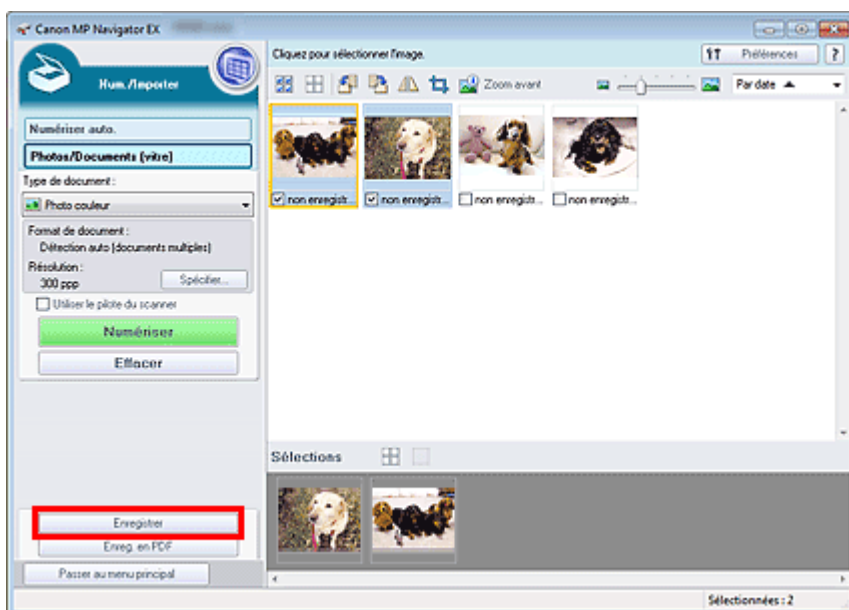 Canon MP Navigator EX
Hum./Importer
Numériser auto.
Photos/Documents (vitre)
Type de document :
Photo couleur
Format de document :
Détection auto (documents multiples)
Résolution :
300 ppp
Spécifier...
Utiliser le pilote du scanner
Numériser
Effacer
Enregistrer
Enreg. en PDF
Passer au menu principal
Cliquez pour sélectionner l'image.
Préférences
?
Zoom avant
Par date
non enregistr...
non enregistr...
non enregistr...
non enregistr...
Sélections
Sélectionnées : 2